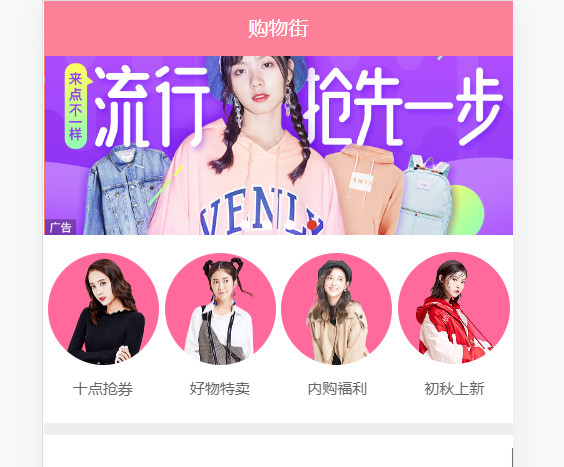 购物街
来点不一样
流行 抢先一步
VENLY
广告
十点抢券 好物特卖 内购福利 初秋上新